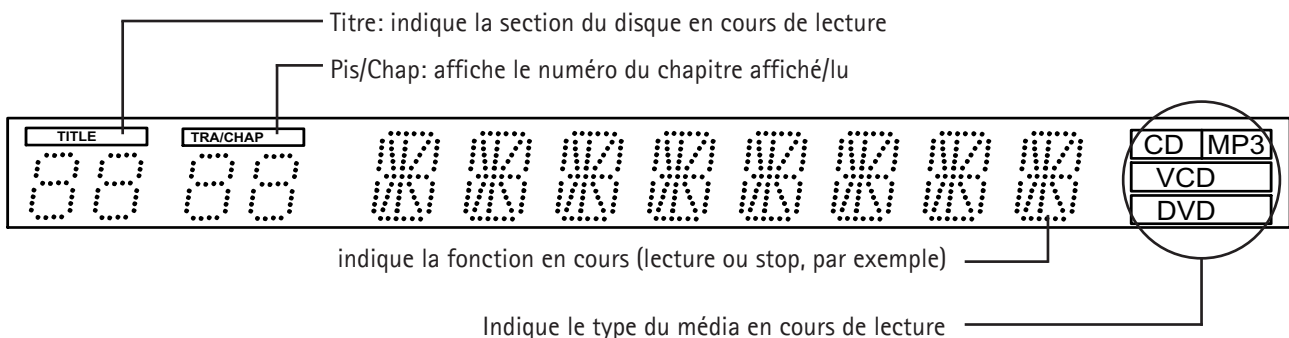 Titre: indique la section du disque en cours de lecture
Pis/Chap: affiche le numéro du chapitre affiché/lu
TITLE
TRA/CHAP
CD MP3
VCD
DVD
indique la fonction en cours (lecture ou stop, par exemple)
Indique le type du média en cours de lecture